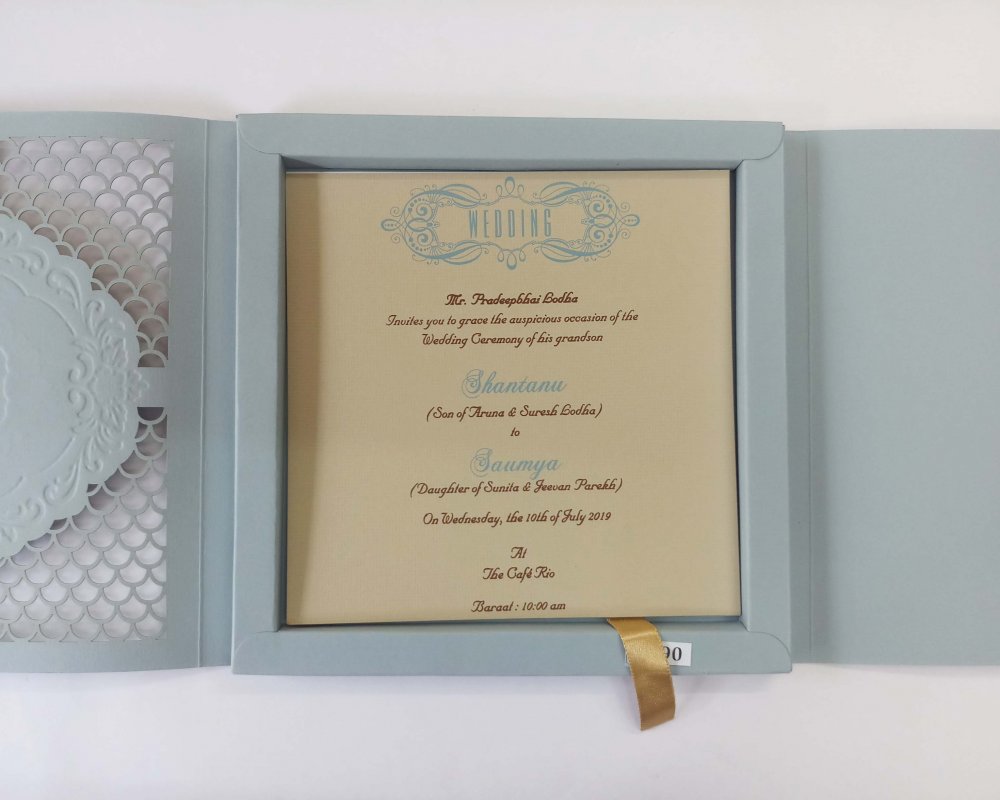 WEDDING
Mr. Pradeepbhai Lodha
Invites you to grace the auspicious occasion of the
Wedding Ceremony of his grandson
Shantanu
(Son of Aruna & Suresh Lodha)
to
Saumya
(Daughter of Sunita & Jeevan Parekh)
On Wednesday, the 10th of July 2019
At
The Café Rio
Baraat : 10:00 am